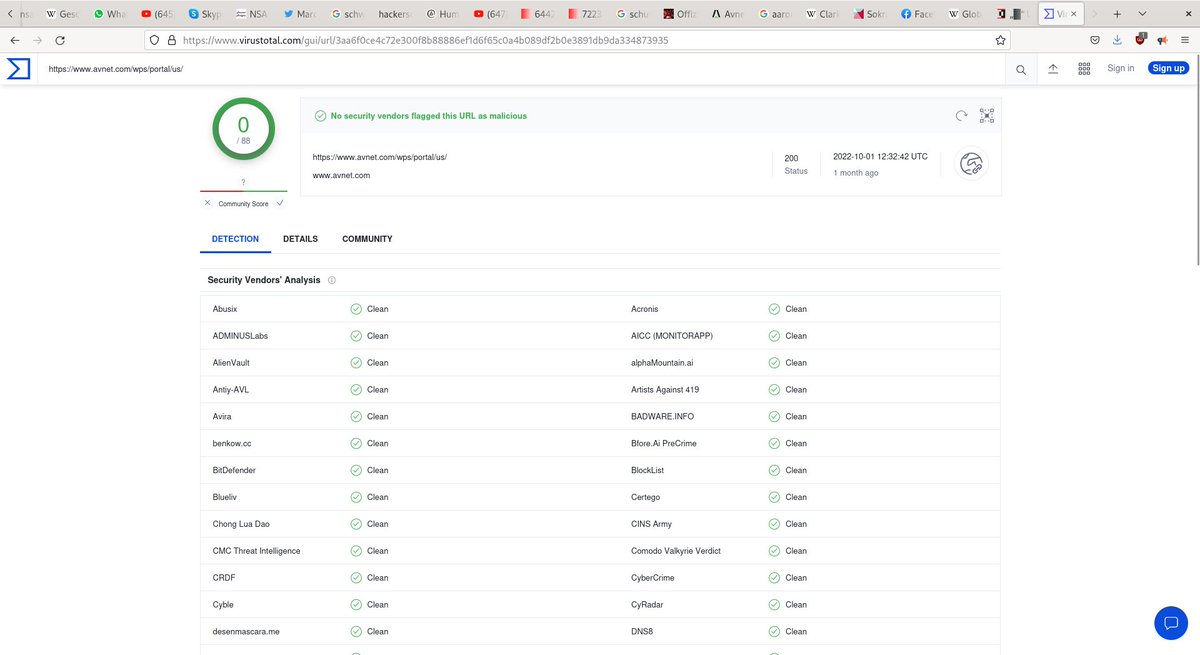 nsa
Gesc
Wha
(645
Skyp
NSA
Marc
schw
hackers
Hum
(647
6442
7223
schu
Offiz
Avne
aaro
Clari
Sokr
Face
Glob
https://www.virustotal.com/gui/url/3aa6f0ce4c72e300f8b88886ef1d6f65c0a4b089df2b0e3891db9da334873935
https://www.avnet.com/wps/portal/us/
Sign in
Sign up
0
/ 88
?
Community Score
No security vendors flagged this URL as malicious
https://www.avnet.com/wps/portal/us/
www.avnet.com
200
Status
2022-10-01 12:32:42 UTC
1 month ago
DETECTION DETAILS COMMUNITY
Security Vendors' Analysis
Abusix Clean Acronis Clean
ADMINUSLabs Clean AICC (MONITORAPP) Clean
AlienVault Clean alphaMountain.ai Clean
Antiy-AVL Clean Artists Against 419 Clean
Avira Clean BADWARE.INFO Clean
benkow.cc Clean Bfore.Ai PreCrime Clean
BitDefender Clean BlockList Clean
Blueliv Clean Certego Clean
Chong Lua Dao Clean CINS Army Clean
CMC Threat Intelligence Clean Comodo Valkyrie Verdict Clean
CRDF Clean CyberCrime Clean
Cyble Clean CyRadar Clean
desenmascara.me Clean DNS8 Clean